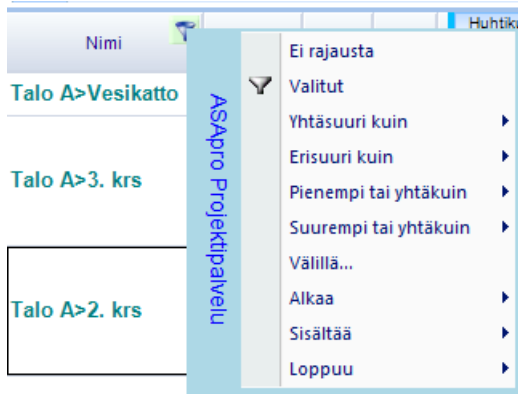 Huhtiku
Nimi
Ei rajausta
Talo A>Vesikatto
Valitut
Yhtäsuuri kuin
Erisuuri kuin
Talo A>3. krs
Pienempi tai yhtäkuin
Suurempi tai yhtäkuin
Välillä...
Talo A>2. krs
Alkaa
Sisältää
Loppuu
ASApro Projektipalvelu